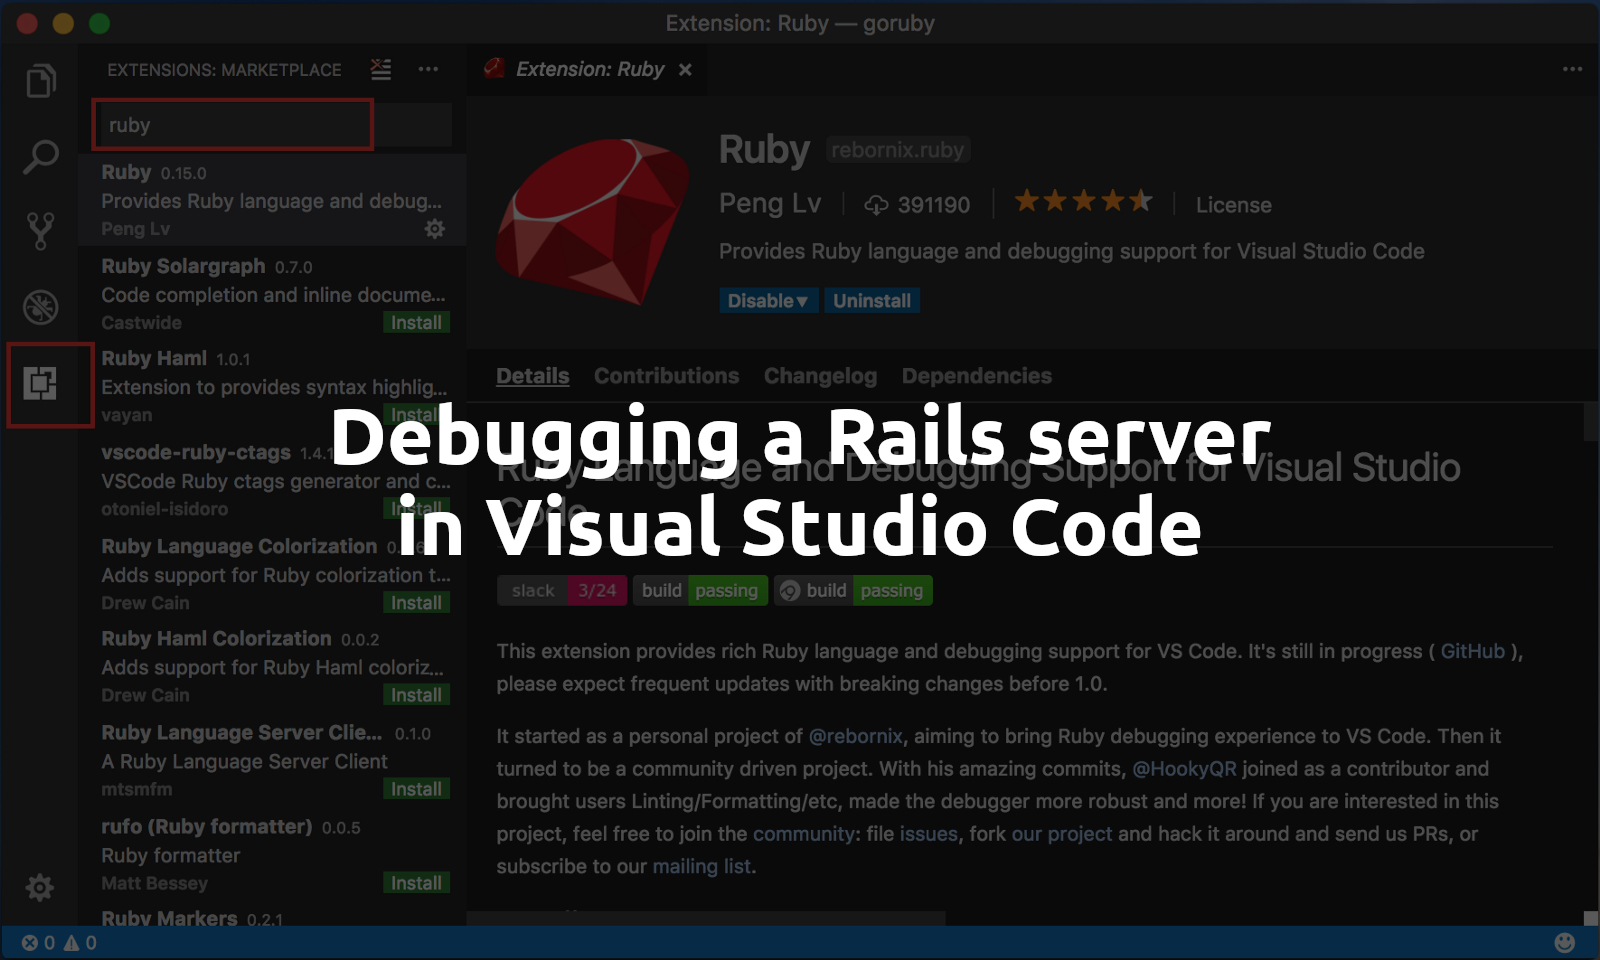 Extension: Ruby — goruby
EXTENSIONS: MARKETPLACE
ruby
Ruby 0.15.0
Provides Ruby language and debug...
Peng Lv
Ruby Solargraph 0.7.0
Code completion and inline docume...
Castwide
Install
Ruby Haml 1.0.1
Extension to provides syntax highlig...
vayan
Install
vscode-ruby-ctags 1.4.1
VSCode Ruby ctags generator and c...
otoniel-isidoro
Install
Ruby Language Colorization
Adds support for Ruby colorization t...
Drew Cain
Install
Ruby Haml Colorization 0.0.2
Adds support for Ruby Haml coloriz...
Drew Cain
Install
Ruby Language Server Clie... 0.1.0
A Ruby Language Server Client
mtsmfm
Install
rufo (Ruby formatter) 0.0.5
Ruby formatter
Matt Bessey
Install
Ruby Markers 0.2.1
Extension: Ruby
Ruby rebornix.ruby
Peng Lv 391190 License
Provides Ruby language and debugging support for Visual Studio Code
Disable Uninstall
Details Contributions Changelog Dependencies
Debugging a Rails server
in Visual Studio Code
Ruby Language and Debugging Support for Visual Studio
Code
slack 3/24 build passing build passing
This extension provides rich Ruby language and debugging support for VS Code. It's still in progress ( GitHub ),
please expect frequent updates with breaking changes before 1.0.
It started as a personal project of @rebornix, aiming to bring Ruby debugging experience to VS Code. Then it
turned to be a community driven project. With his amazing commits, @HookyQR joined as a contributor and
brought users Linting/Formatting/etc, made the debugger more robust and more! If you are interested in this
project, feel free to join the community: file issues, fork our project and hack it around and send us PRs, or
subscribe to our mailing list.
0 0